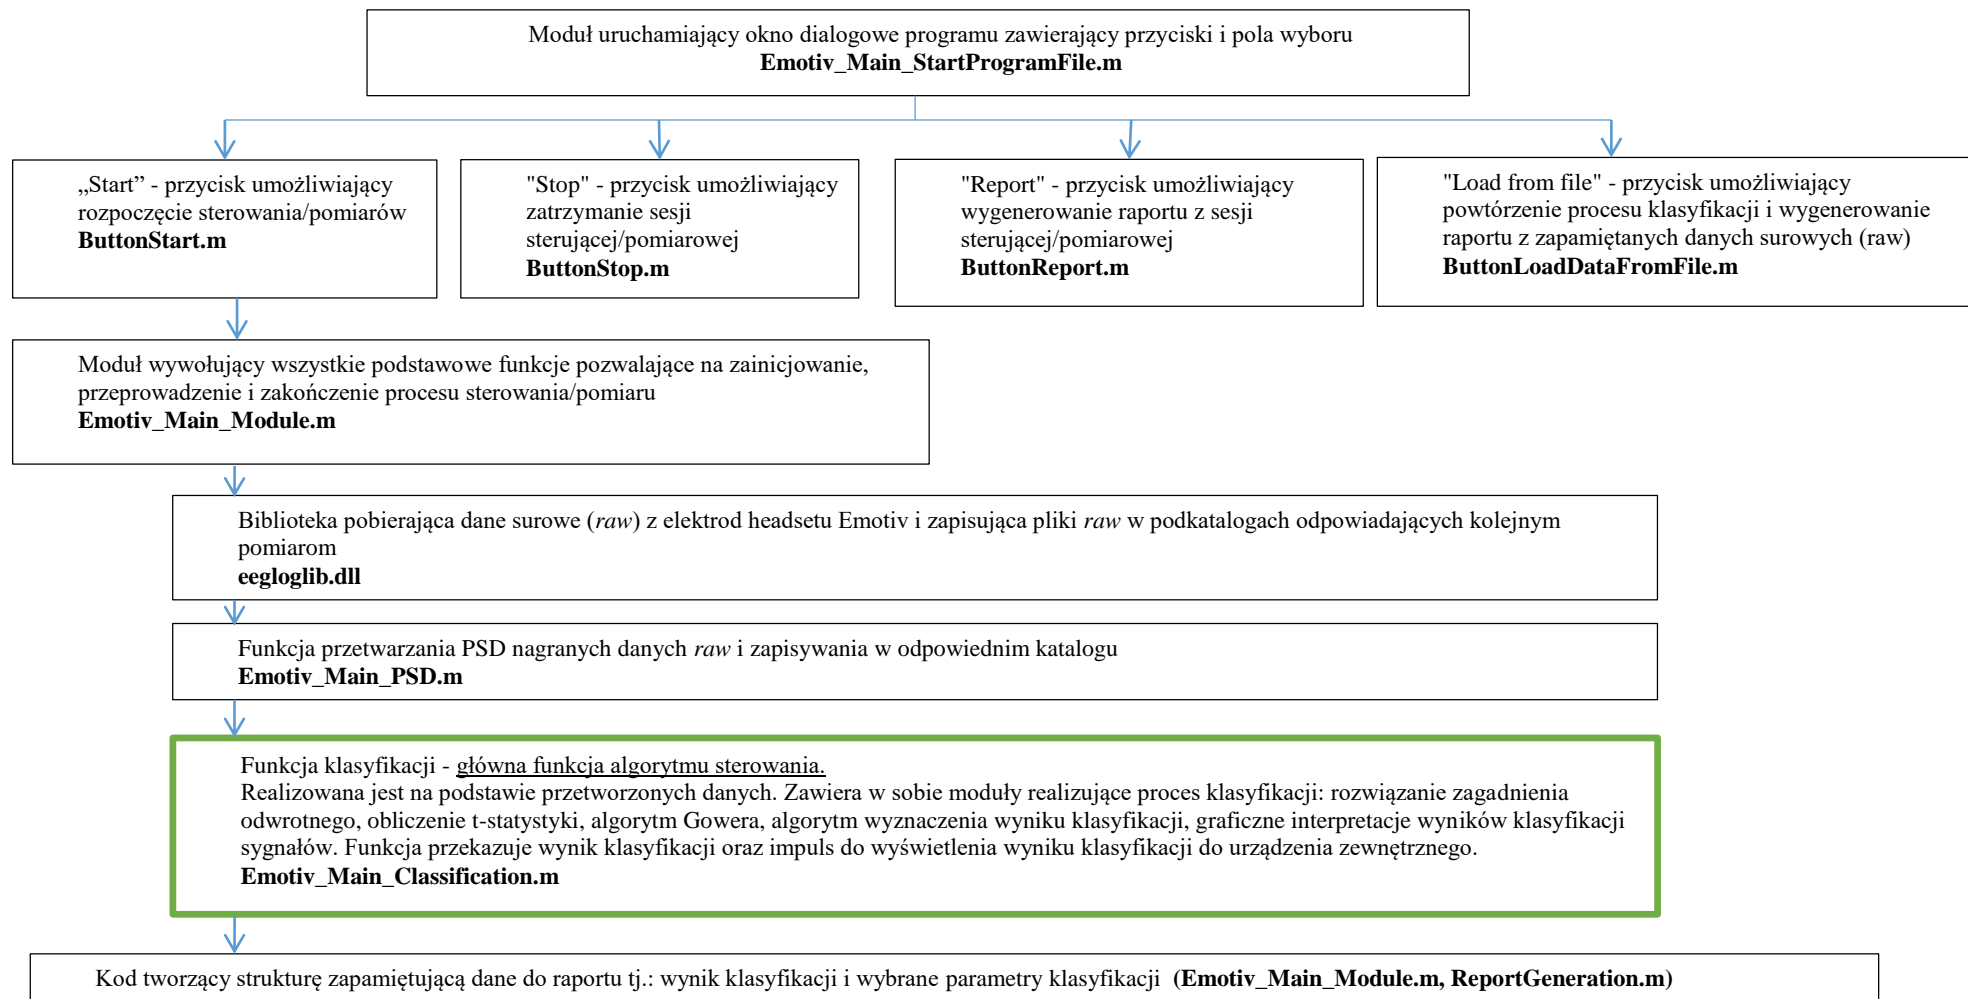 Moduł uruchamiający okno dialogowe programu zawierający przyciski i pola wyboru
Emotiv_Main_StartProgramFile.m
„Start” - przycisk umożliwiający
rozpoczęcie sterowania/pomiarów
ButtonStart.m
"Stop" - przycisk umożliwiający
zatrzymanie sesji
sterującej/pomiarowej
ButtonStop.m
"Report" - przycisk umożliwiający
wygenerowanie raportu z sesji
sterującej/pomiarowej
ButtonReport.m
"Load from file" - przycisk umożliwiający
powtórzenie procesu klasyfikacji i wygenerowanie
raportu z zapamiętanych danych surowych (raw)
ButtonLoadDataFromFile.m
Moduł wywołujący wszystkie podstawowe funkcje pozwalające na zainicjowanie,
przeprowadzenie i zakończenie procesu sterowania/pomiaru
Emotiv_Main_Module.m
Biblioteka pobierająca dane surowe (raw) z elektrod headsetu Emotiv i zapisująca pliki raw w podkatalogach odpowiadających kolejnym
pomiarom
eegloglib.dll
Funkcja przetwarzania PSD nagranych danych raw i zapisywania w odpowiednim katalogu
Emotiv_Main_PSD.m
Funkcja klasyfikacji - główna funkcja algorytmu sterowania.
Realizowana jest na podstawie przetworzonych danych. Zawiera w sobie moduły realizujące proces klasyfikacji: rozwiązanie zagadnienia
odwrotnego, obliczenie t-statystyki, algorytm Gowera, algorytm wyznaczenia wyniku klasyfikacji, graficzne interpretacje wyników klasyfikacji
sygnałów. Funkcja przekazuje wynik klasyfikacji oraz impuls do wyświetlenia wyniku klasyfikacji do urządzenia zewnętrznego.
Emotiv_Main_Classification.m
Kod tworzący strukturę zapamiętującą dane do raportu tj.: wynik klasyfikacji i wybrane parametry klasyfikacji (Emotiv_Main_Module.m, ReportGeneration.m)